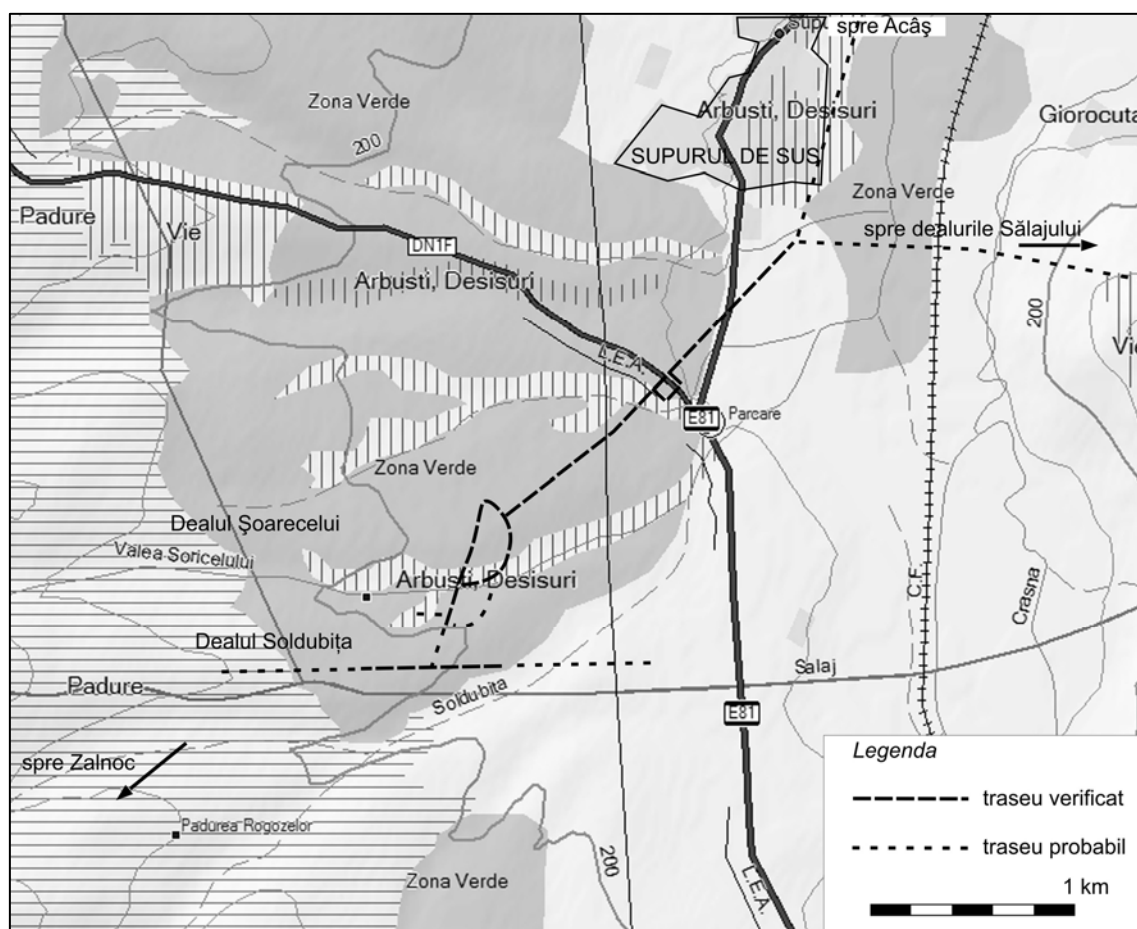 Supt
spre Acâş
Zona Verde
Arbusti, Desisuri
Giorocuta
200
SUPURUL DE SUS
Padure
Vie
Zona Verde
spre dealurile Sălajului
DN1F
Arbusti, Desisuri
200
Vie
L.E.A.
E81
Parcare
Zona Verde
Dealul Şoarecelui
Valea Soricelului
Arbusti, Desisuri
C.F.
Crasna
Dealul Soldubiţa
Salaj
Padure
Soldubita
E81
spre Zalnoc
Padurea Rogozelor
200
Zona Verde
L.E.A.
Legenda
traseu verificat
traseu probabil
1 km